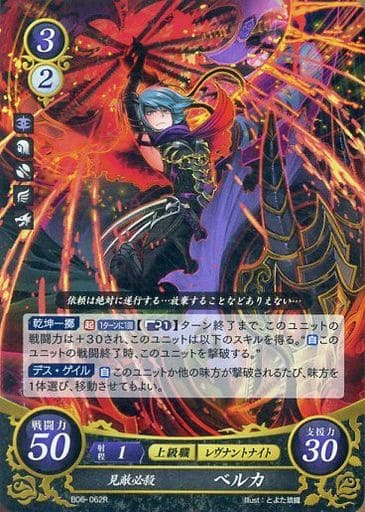 3
2
依頼は絶対に遂行する…放棄することなどありえない…
乾坤一擲 起 1ターンに1回 【1】ターン終了まで、このユニットの
戦闘力は+30され、このユニットは以下のスキルを得る。“自この
ユニットの戦闘終了時、このユニットを撃破する。”
デス・ゲイル 自 このユニットか他の味方が撃破されるたび、味方を
1体選び、移動させてもよい。
戦闘力
50
射程 1
上級職 レヴナントナイト
支援力
30
見敵必殺 ベルカ
B06-062R
Illust:とよた瑣織